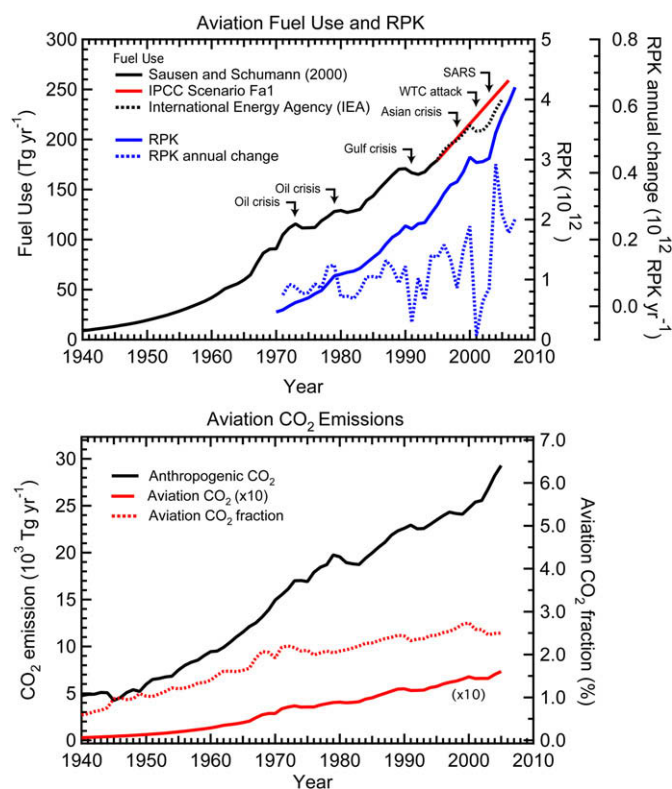 Aviation Fuel Use and RPK
Fuel Use
Sausen and Schumann (2000)
IPCC Scenario Fa1
International Energy Agency (IEA)
RPK
RPK annual change
Oil crisis
Oil crisis
Gulf crisis
Asian crisis
WTC attack
SARS
Fuel Use (Tg yr⁻¹)
300
250
200
150
100
50
0
RPK (10¹²)
5
4
3
2
1
0
RPK annual change (10¹² RPK yr⁻¹)
0.8
0.6
0.4
0.2
0.0
1940
1950
1960
1970
1980
1990
2000
2010
Year
Aviation CO₂ Emissions
Anthropogenic CO₂
Aviation CO₂ (x10)
Aviation CO₂ fraction
(x10)
CO₂ emission (10³ Tg yr⁻¹)
30
25
20
15
10
5
0
Aviation CO₂ fraction (%)
7.0
6.0
5.0
4.0
3.0
2.0
1.0
0.0
1940
1950
1960
1970
1980
1990
2000
2010
Year